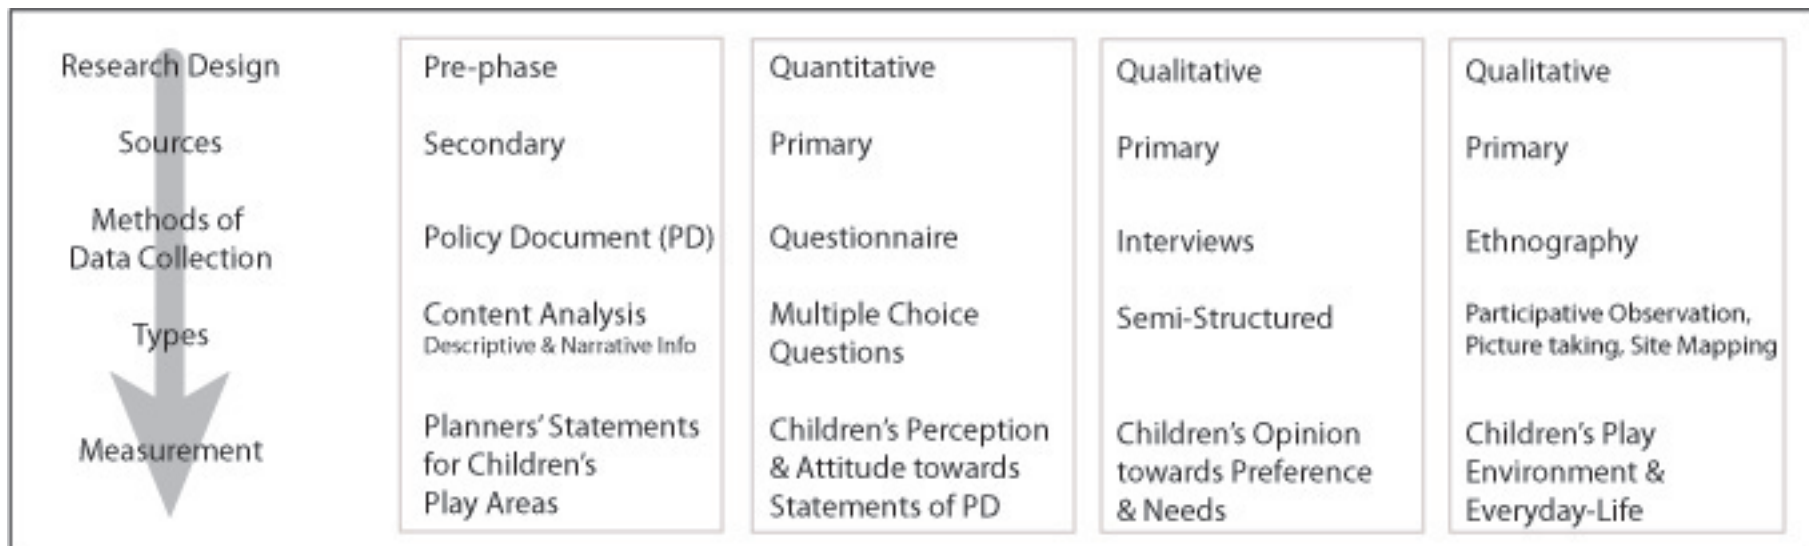 Research Design
Sources
Methods of
Data Collection
Types
Measurement
Pre-phase
Secondary
Policy Document (PD)
Content Analysis
Descriptive & Narrative Info
Planners' Statements
for Children's
Play Areas
Quantitative
Primary
Questionnaire
Multiple Choice
Questions
Children's Perception
& Attitude towards
Statements of PD
Qualitative
Primary
Interviews
Semi-Structured
Children's Opinion
towards Preference
& Needs
Qualitative
Primary
Ethnography
Participative Observation,
Picture taking, Site Mapping
Children's Play
Environment &
Everyday-Life